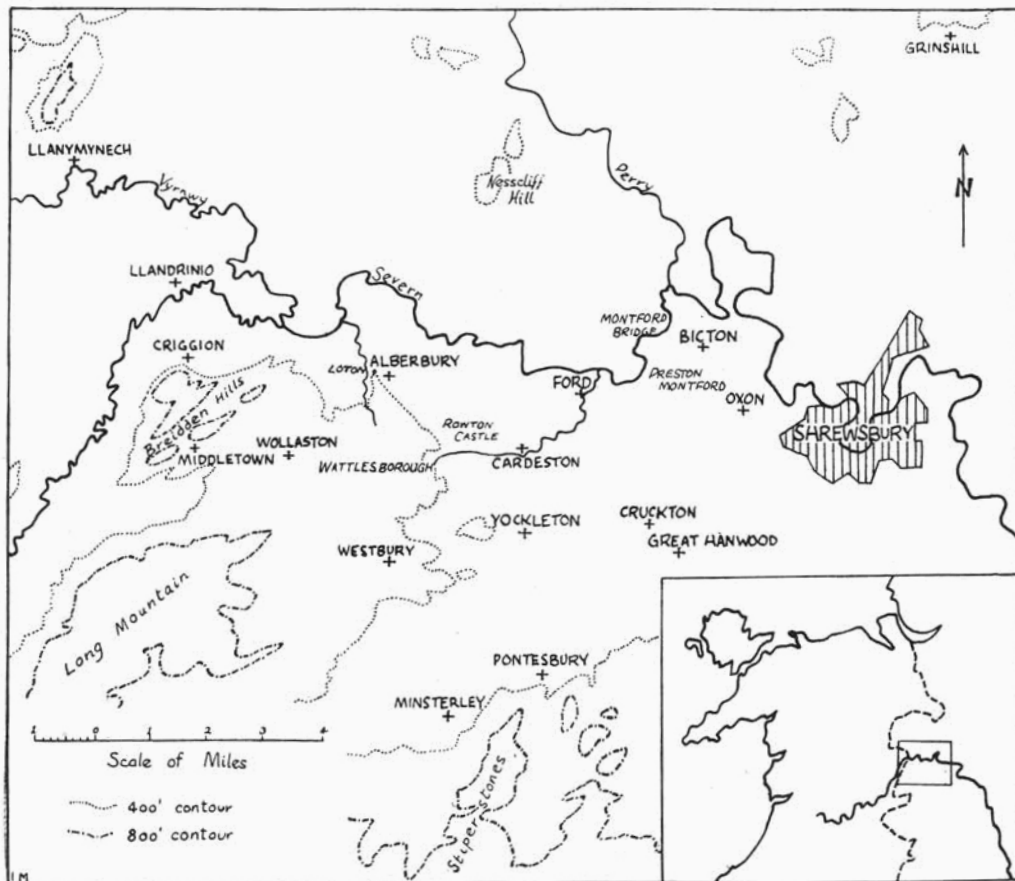 GRINSHILL
LLANYMYNECH
Vyrnwy
Nesscliff
Hill
Perry
N
LLANDRINIO
Severn
MONTFORD
BRIDGE
BICTON
CRIGGION
LOTON
ALBERBURY
FORD
PRESTON
MONTFORD
OXON
Breidden Hills
SHREWSBURY
ROWTON
CASTLE
MIDDLETOWN
WOLLASTON
WATTLESBOROUGH
CARDESTON
YOCKLETON
CRUCKTON
GREAT HANWOOD
WESTBURY
Long Mountain
PONTESBURY
MINSTERLEY
Stiperstones
1 0 1 2 3 4
Scale of Miles
400' contour
800' contour
I.M.